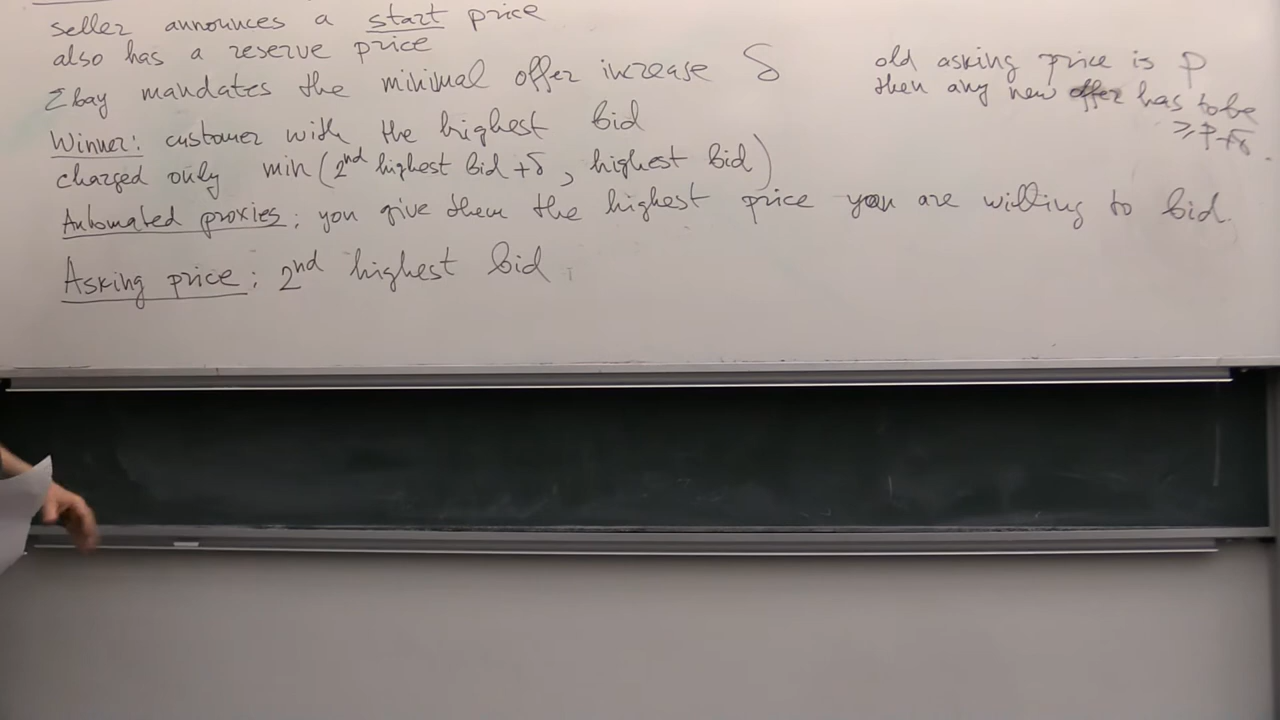 seller announces a start price
also has a reserve price
Ebay mandates the minimal offer increase δ
old asking price is p
then any new offer has to be
≥ p+δ.
Winner: customer with the highest bid
charged only min (2nd highest bid +δ, highest bid)
Automated proxies: you give them the highest price you are willing to bid.
Asking price: 2nd highest bid